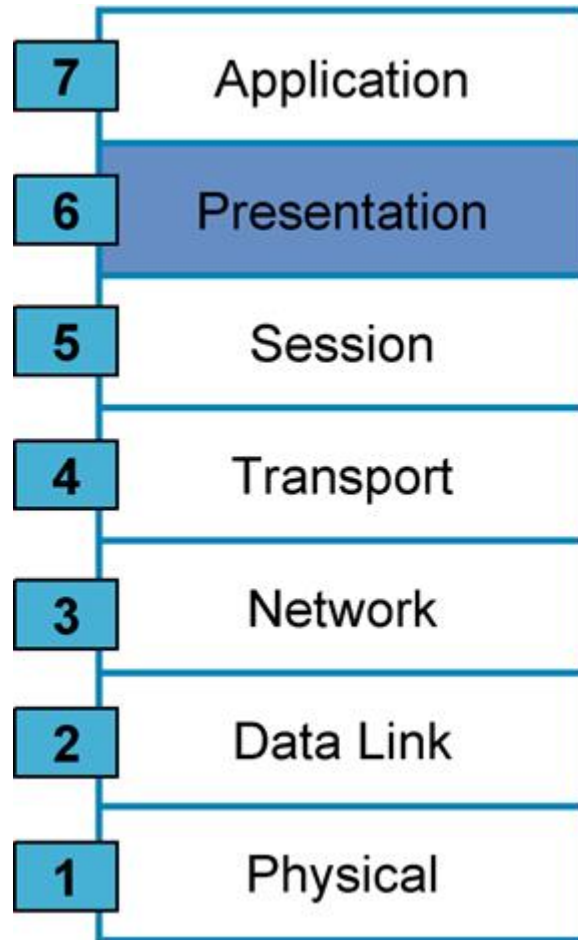 7 Application
6 Presentation
5 Session
4 Transport
3 Network
2 Data Link
1 Physical